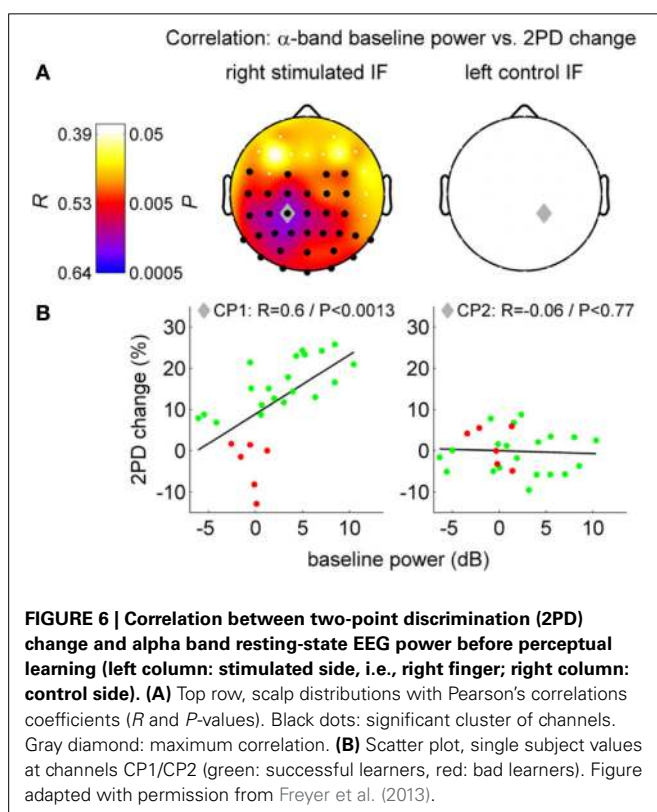 Correlation: α-band baseline power vs. 2PD change
A
right stimulated IF
left control IF
0.39
0.05
R
0.53
0.005
P
0.64
0.0005
B
CP1: R=0.6 / P<0.0013
CP2: R=-0.06 / P<0.77
2PD change (%)
30
20
10
0
-10
30
20
10
0
-10
-5
0
5
10
-5
0
5
10
baseline power (dB)
FIGURE 6 | Correlation between two-point discrimination (2PD)
change and alpha band resting-state EEG power before perceptual
learning (left column: stimulated side, i.e., right finger; right column:
control side). (A) Top row, scalp distributions with Pearson's correlations
coefficients (R and P-values). Black dots: significant cluster of channels.
Gray diamond: maximum correlation. (B) Scatter plot, single subject values
at channels CP1/CP2 (green: successful learners, red: bad learners). Figure
adapted with permission from Freyer et al. (2013).